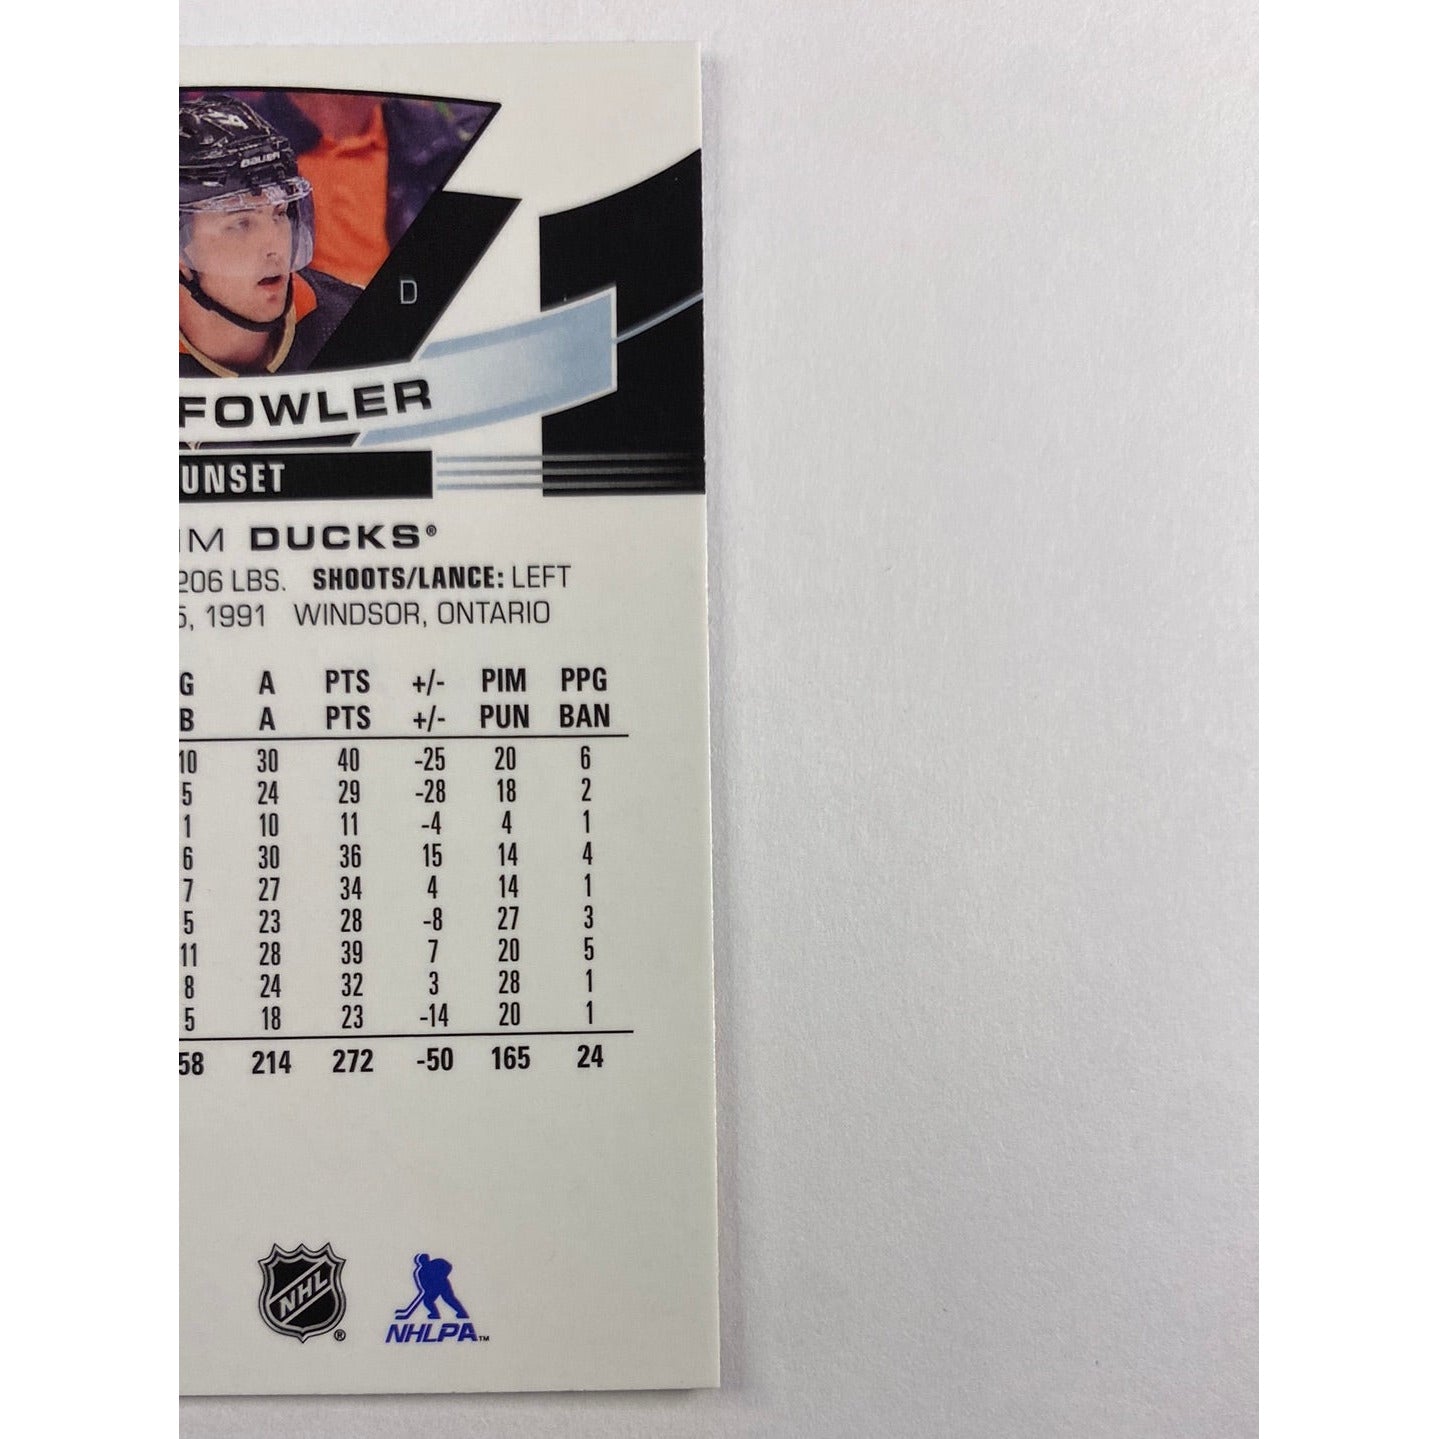 4
BAUER
D
FOWLER
UNSET
IM DUCKS®
206 LBS. SHOOTS/LANCE: LEFT
5, 1991 WINDSOR, ONTARIO
G A PTS +/- PIM PPG
B A PTS +/- PUN BAN
10 30 40 -25 20 6
5 24 29 -28 18 2
1 10 11 -4 4 1
6 30 36 15 14 4
7 27 34 4 14 1
5 23 28 -8 27 3
11 28 39 7 20 5
8 24 32 3 28 1
5 18 23 -14 20 1
58 214 272 -50 165 24
NHL ®
NHLPA™